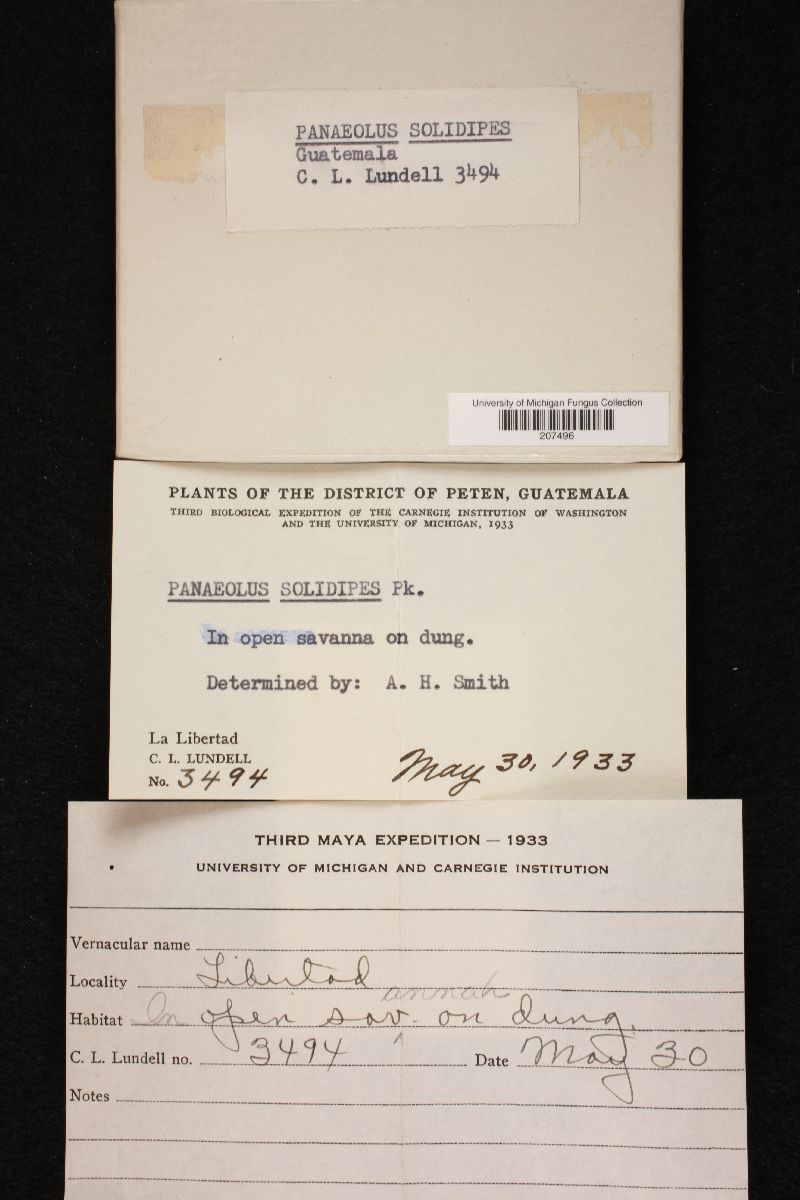 PANAEOLUS SOLIDIPES
Guatemala
C. L. Lundell 3494
University of Michigan Fungus Collection
207496
PLANTS OF THE DISTRICT OF PETEN, GUATEMALA
THIRD BIOLOGICAL EXPEDITION OF THE CARNEGIE INSTITUTION OF WASHINGTON
AND THE UNIVERSITY OF MICHIGAN, 1933
PANAEOLUS SOLIDIPES Pk.
In open savanna on dung.
Determined by: A. H. Smith
La Libertad
C. L. LUNDELL
No. 3494 May 30, 1933
THIRD MAYA EXPEDITION — 1933
UNIVERSITY OF MICHIGAN AND CARNEGIE INSTITUTION
Vernacular name
Locality Libertad
annah
Habitat In open sav. on dung.
C. L. Lundell no. 3494 Date May 30
Notes